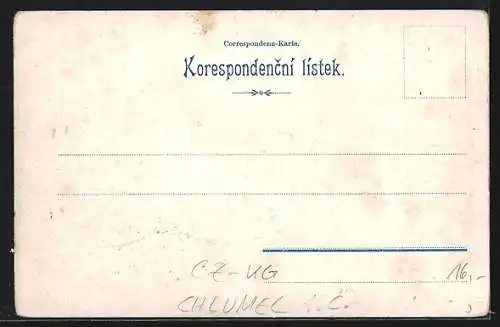 Correspondenz-Karte.
Korespondenční lístek.
CZ-UG 16,-
CHLUMEC n. Č.